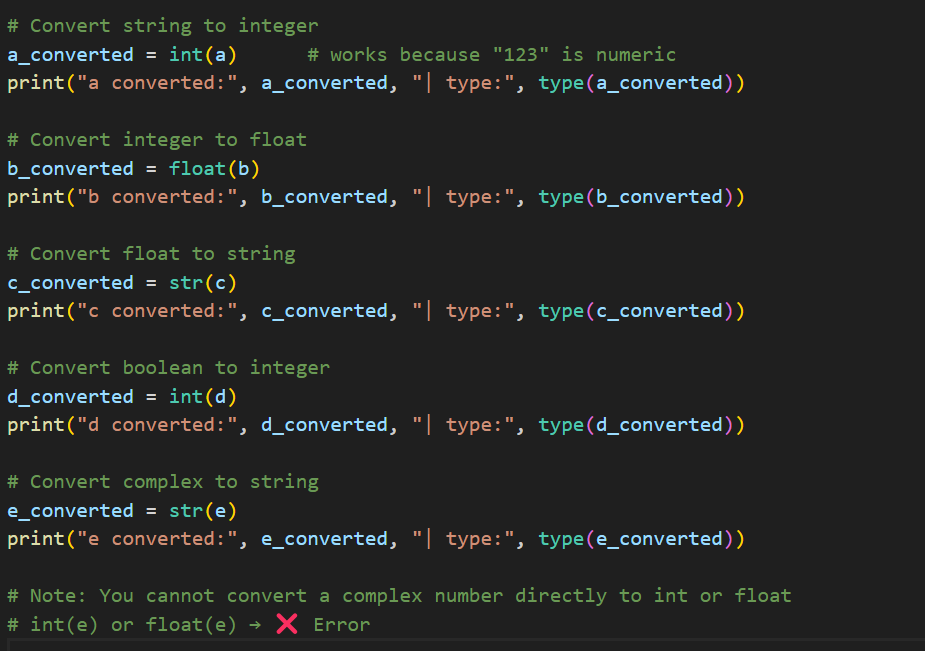 # Convert string to integer
a_converted = int(a)      # works because "123" is numeric
print("a converted:", a_converted, "| type:", type(a_converted))

# Convert integer to float
b_converted = float(b)
print("b converted:", b_converted, "| type:", type(b_converted))

# Convert float to string
c_converted = str(c)
print("c converted:", c_converted, "| type:", type(c_converted))

# Convert boolean to integer
d_converted = int(d)
print("d converted:", d_converted, "| type:", type(d_converted))

# Convert complex to string
e_converted = str(e)
print("e converted:", e_converted, "| type:", type(e_converted))

# Note: You cannot convert a complex number directly to int or float
# int(e) or float(e) → ❌ Error